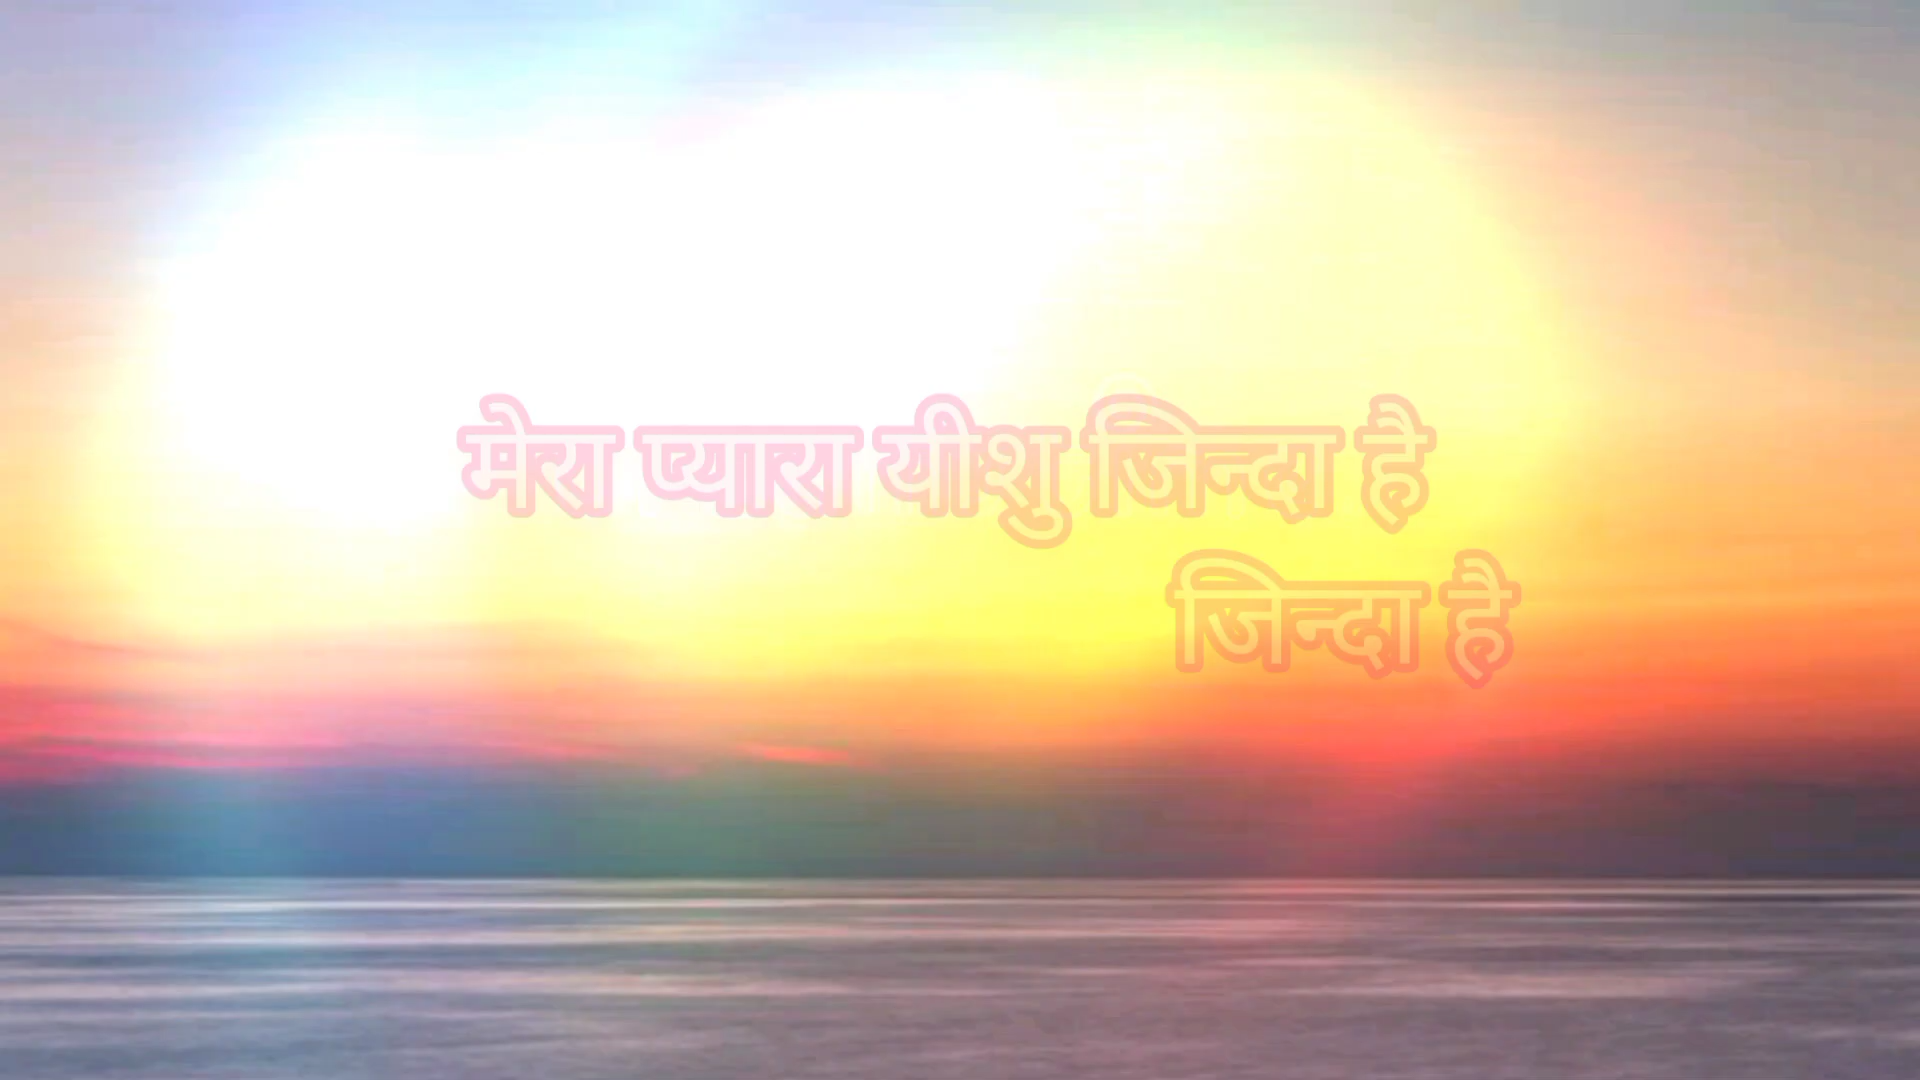 मेरा प्यारा यीशु जिन्दा है
जिन्दा है